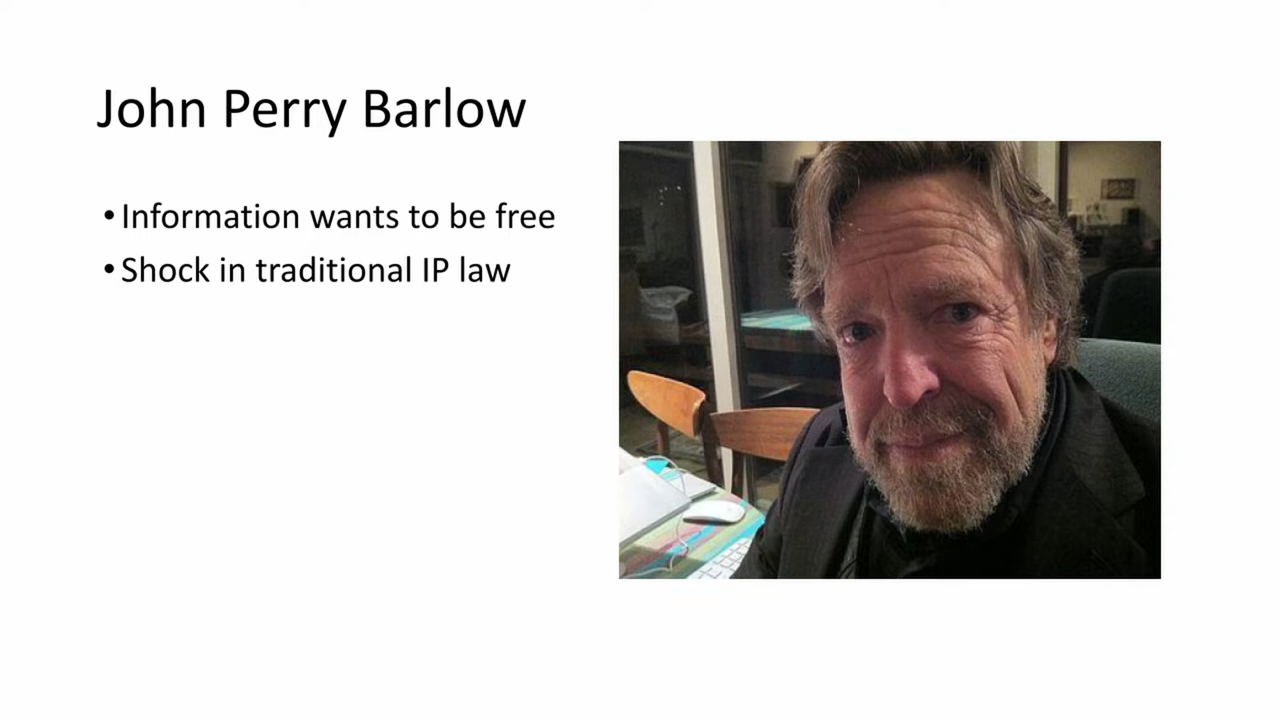 John Perry Barlow
•Information wants to be free
•Shock in traditional IP law